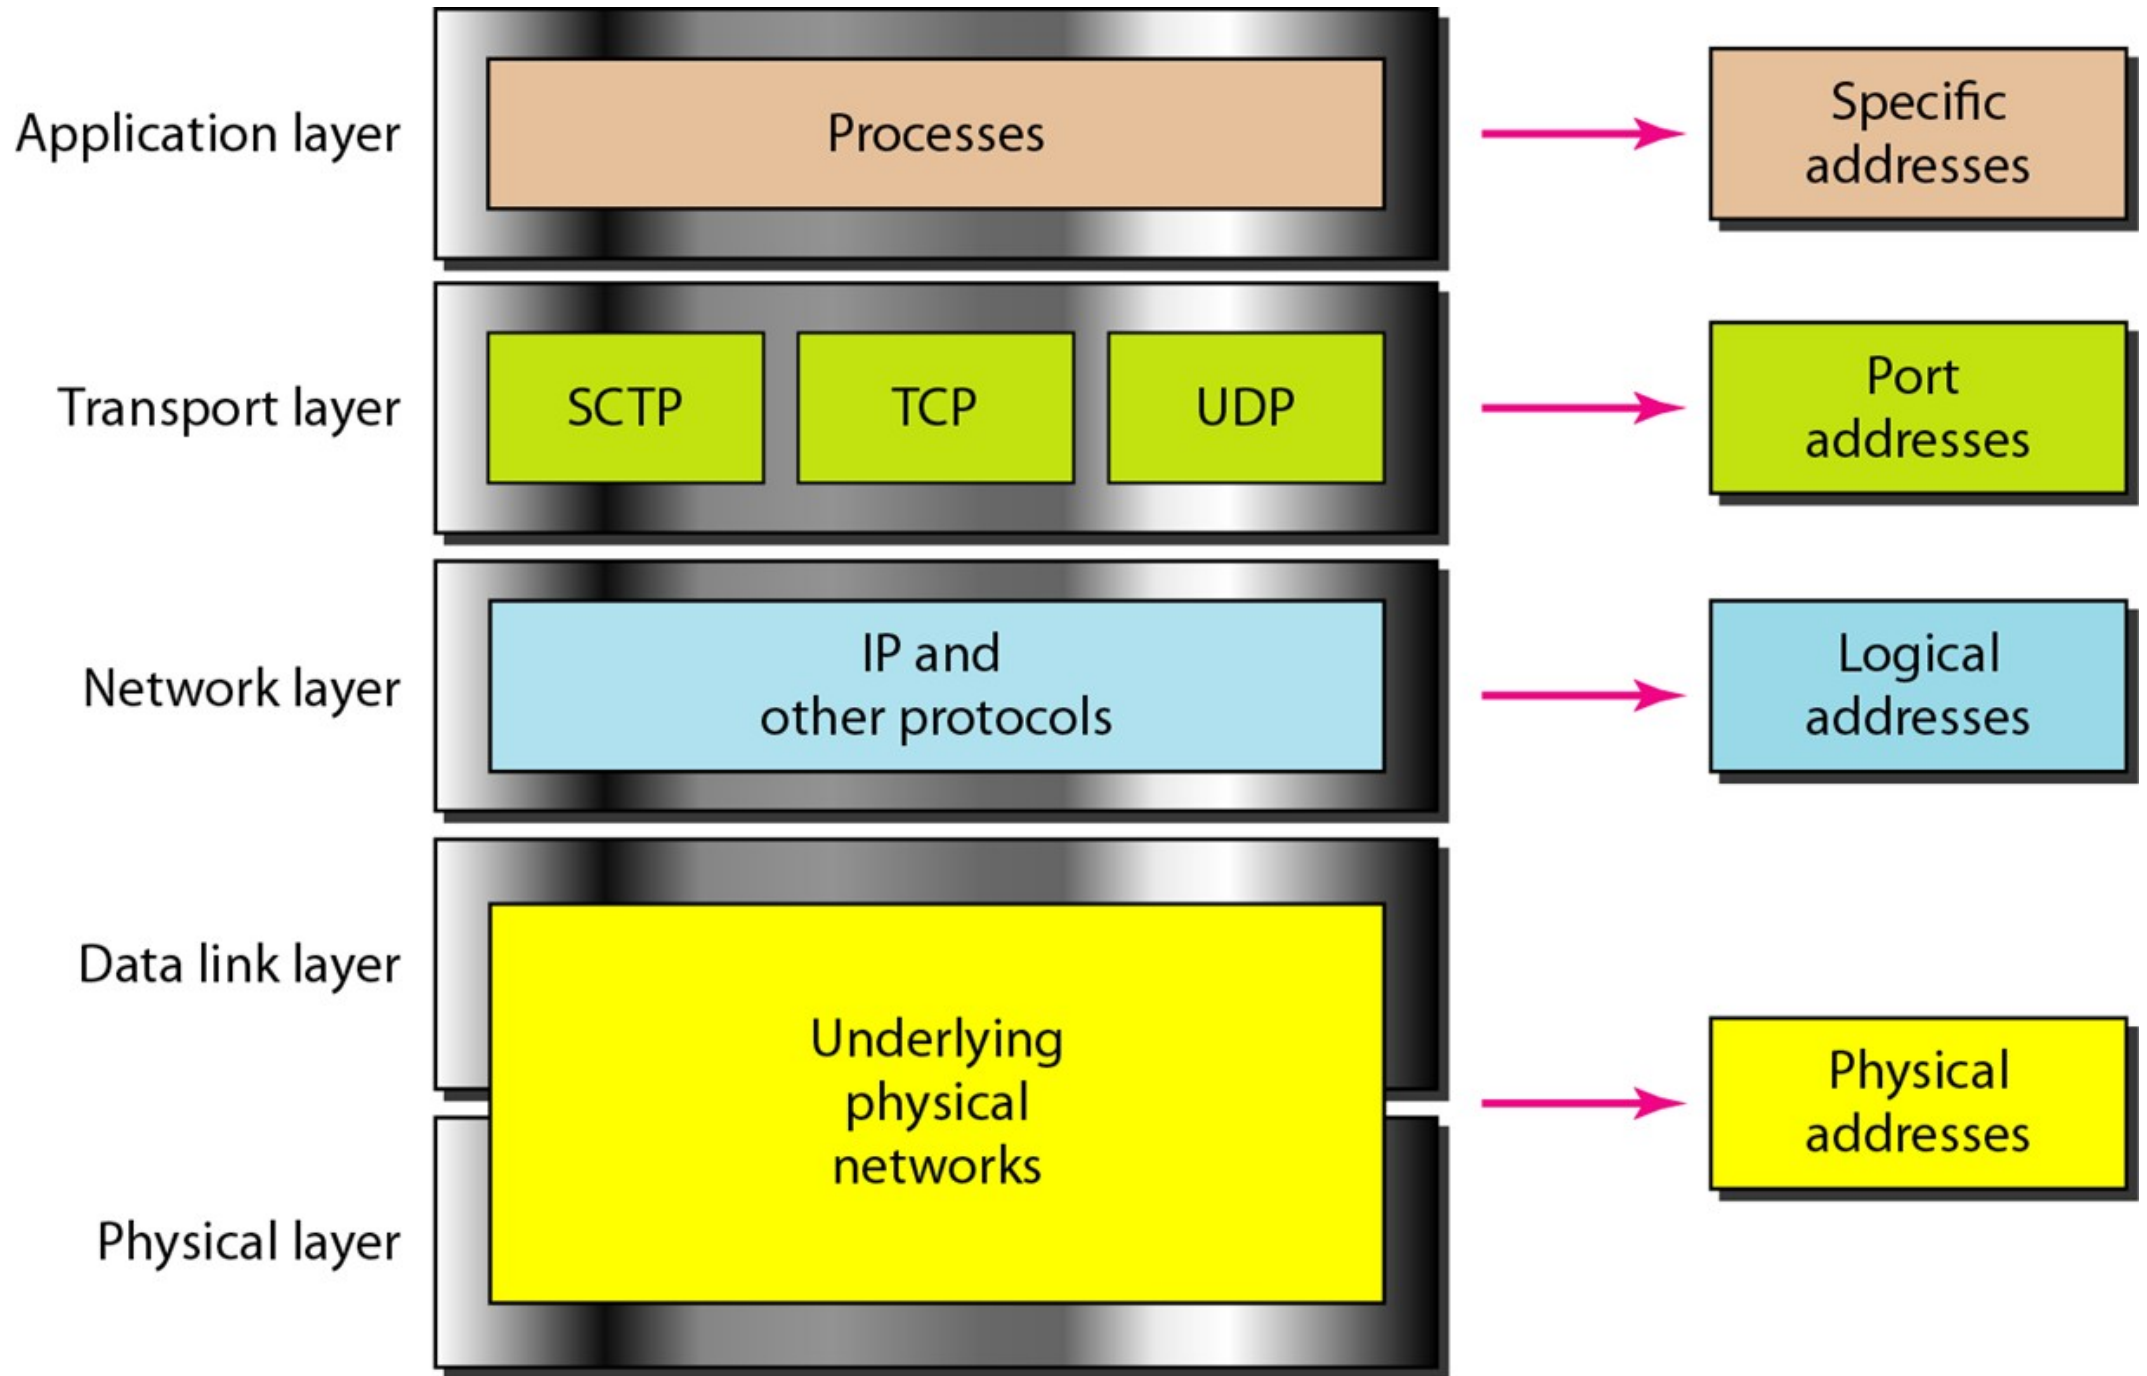 Application layer
Processes
Specific
addresses
Transport layer
SCTP
TCP
UDP
Port
addresses
Network layer
IP and
other protocols
Logical
addresses
Data link layer
Underlying
physical
networks
Physical
addresses
Physical layer